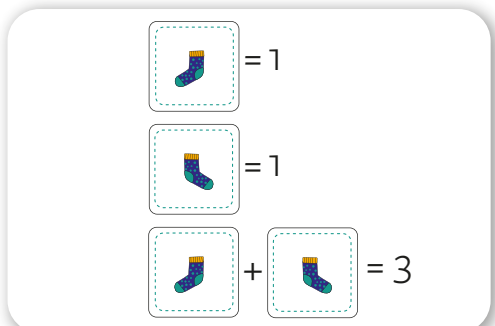 = 1
= 1
+ = 3